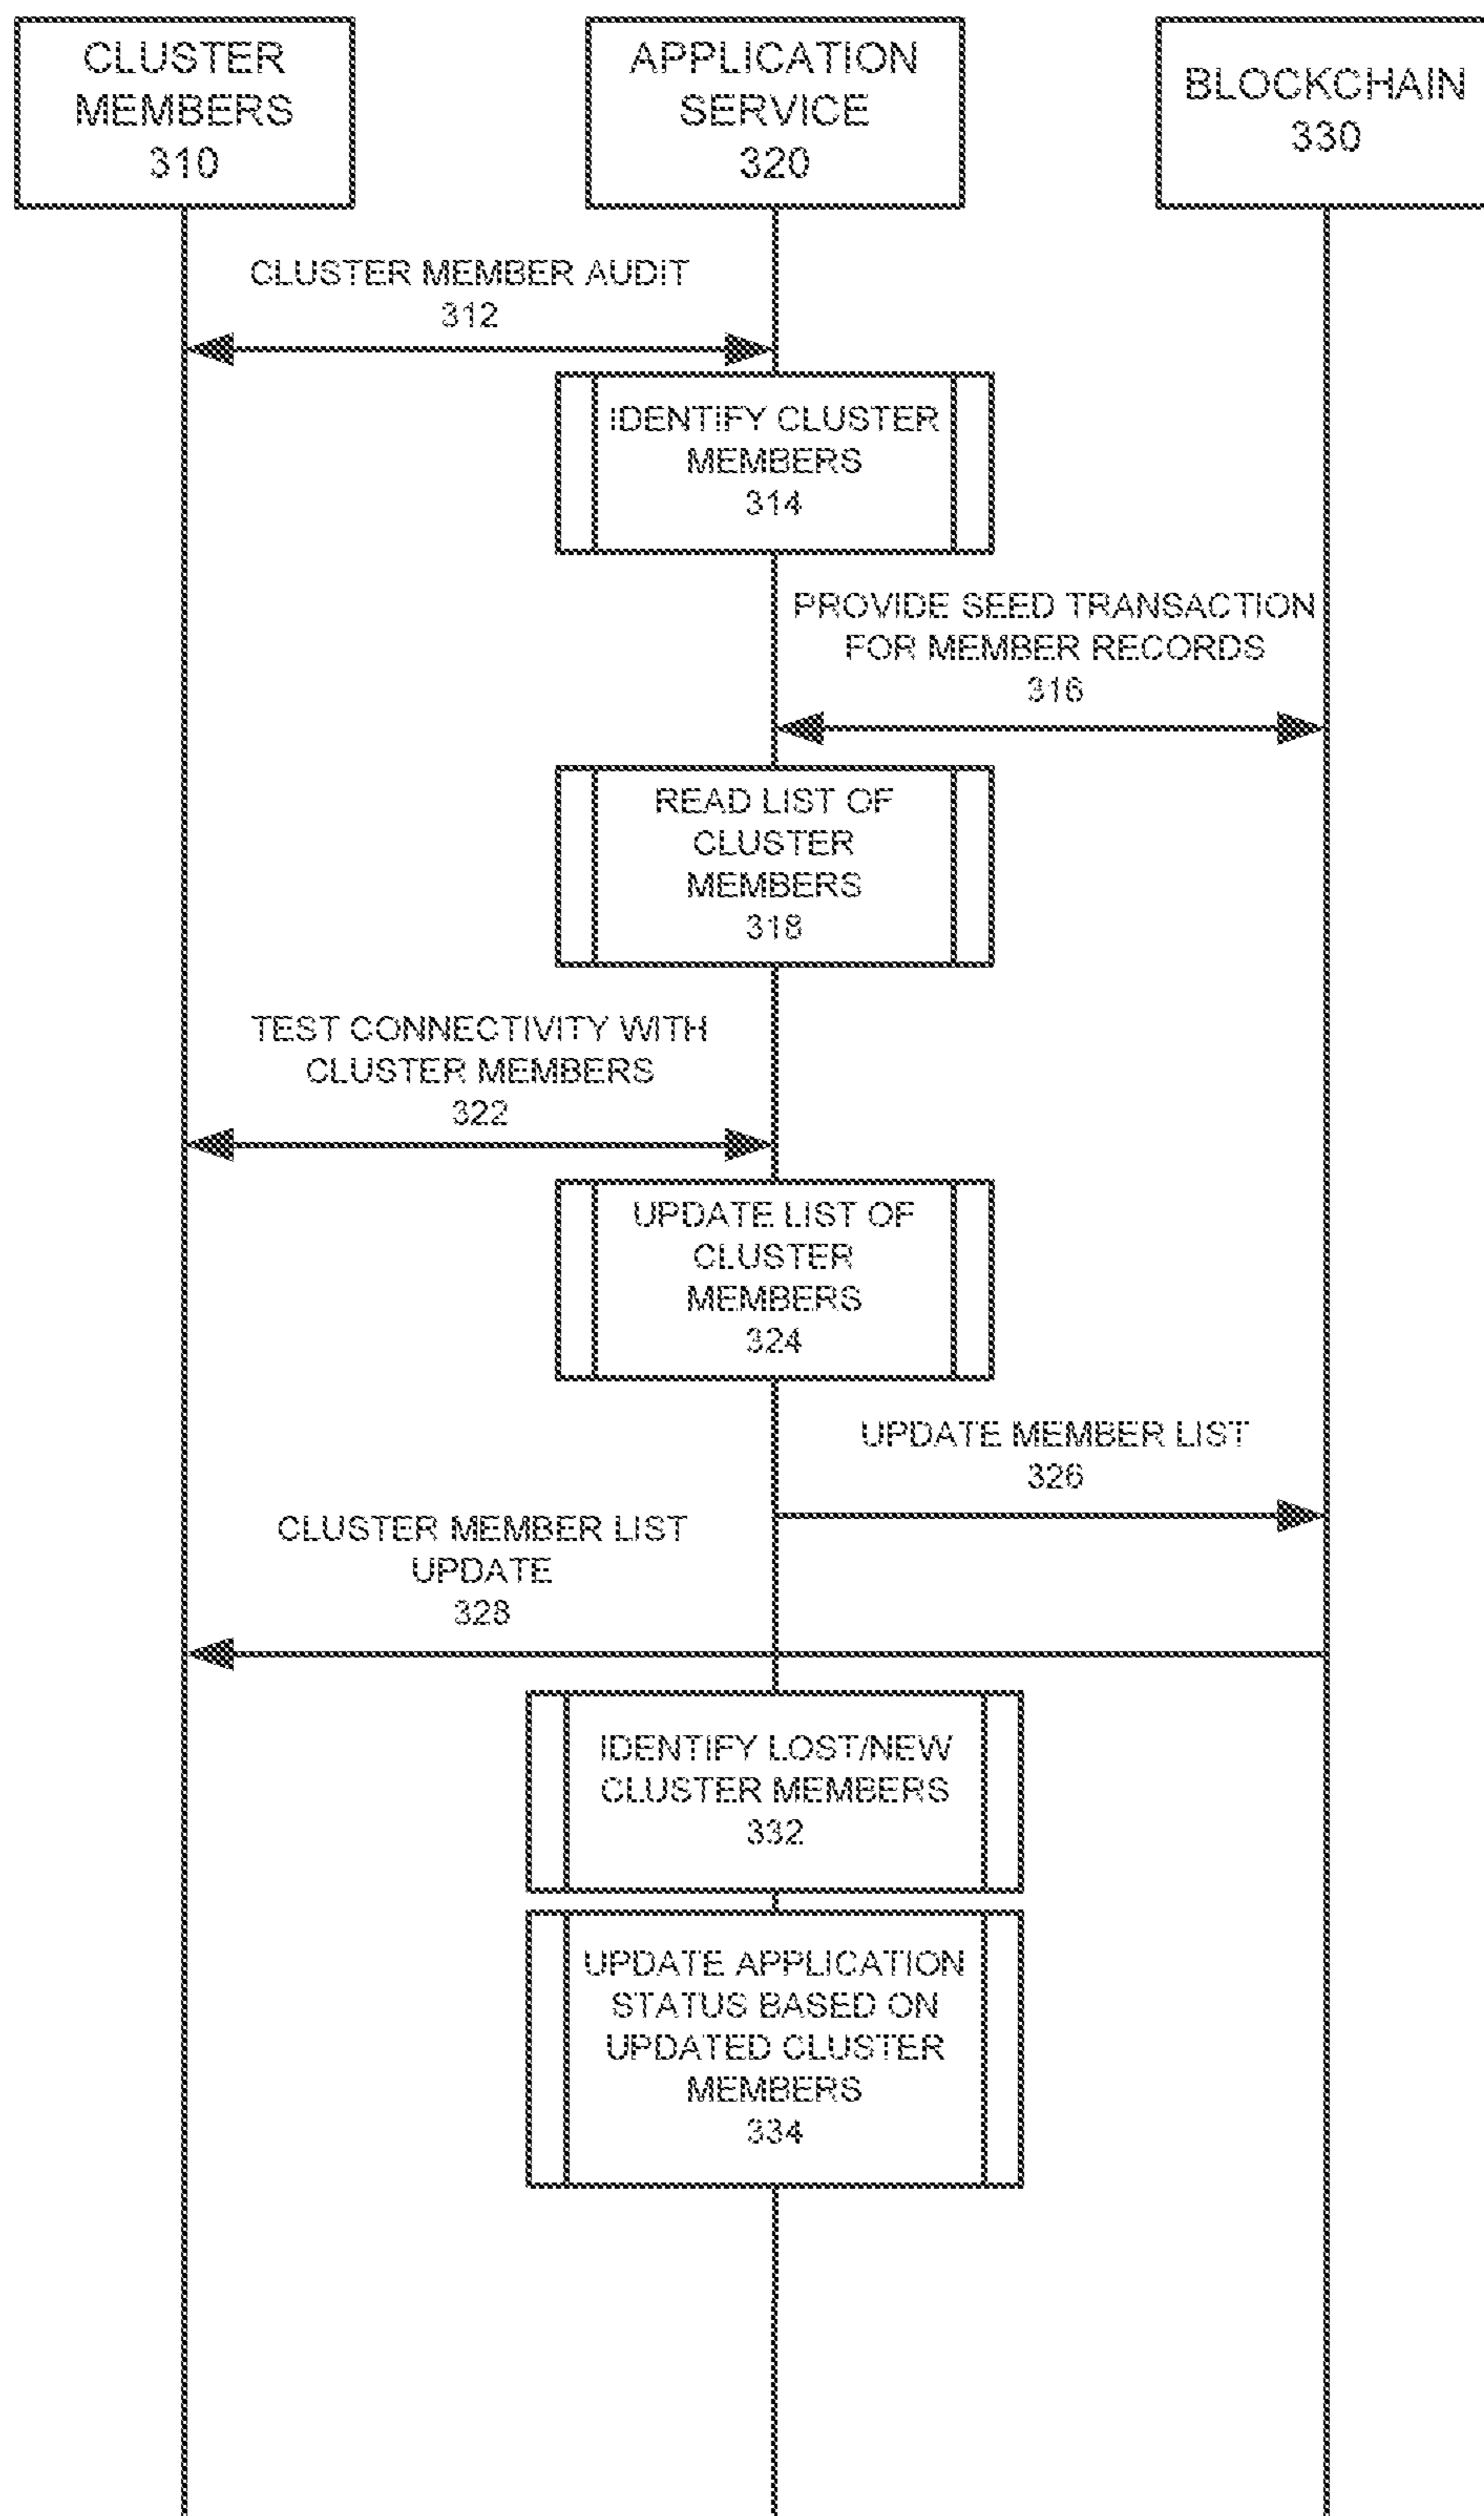 CLUSTER
MEMBERS
310
APPLICATION
SERVICE
320
BLOCKCHAIN
330
CLUSTER MEMBER AUDIT
312
IDENTIFY CLUSTER
MEMBERS
314
PROVIDE SEED TRANSACTION
FOR MEMBER RECORDS
316
READ LIST OF
CLUSTER
MEMBERS
318
TEST CONNECTIVITY WITH
CLUSTER MEMBERS
322
UPDATE LIST OF
CLUSTER
MEMBERS
324
UPDATE MEMBER LIST
326
CLUSTER MEMBER LIST
UPDATE
328
IDENTIFY LOST/NEW
CLUSTER MEMBERS
332
UPDATE APPLICATION
STATUS BASED ON
UPDATED CLUSTER
MEMBERS
334